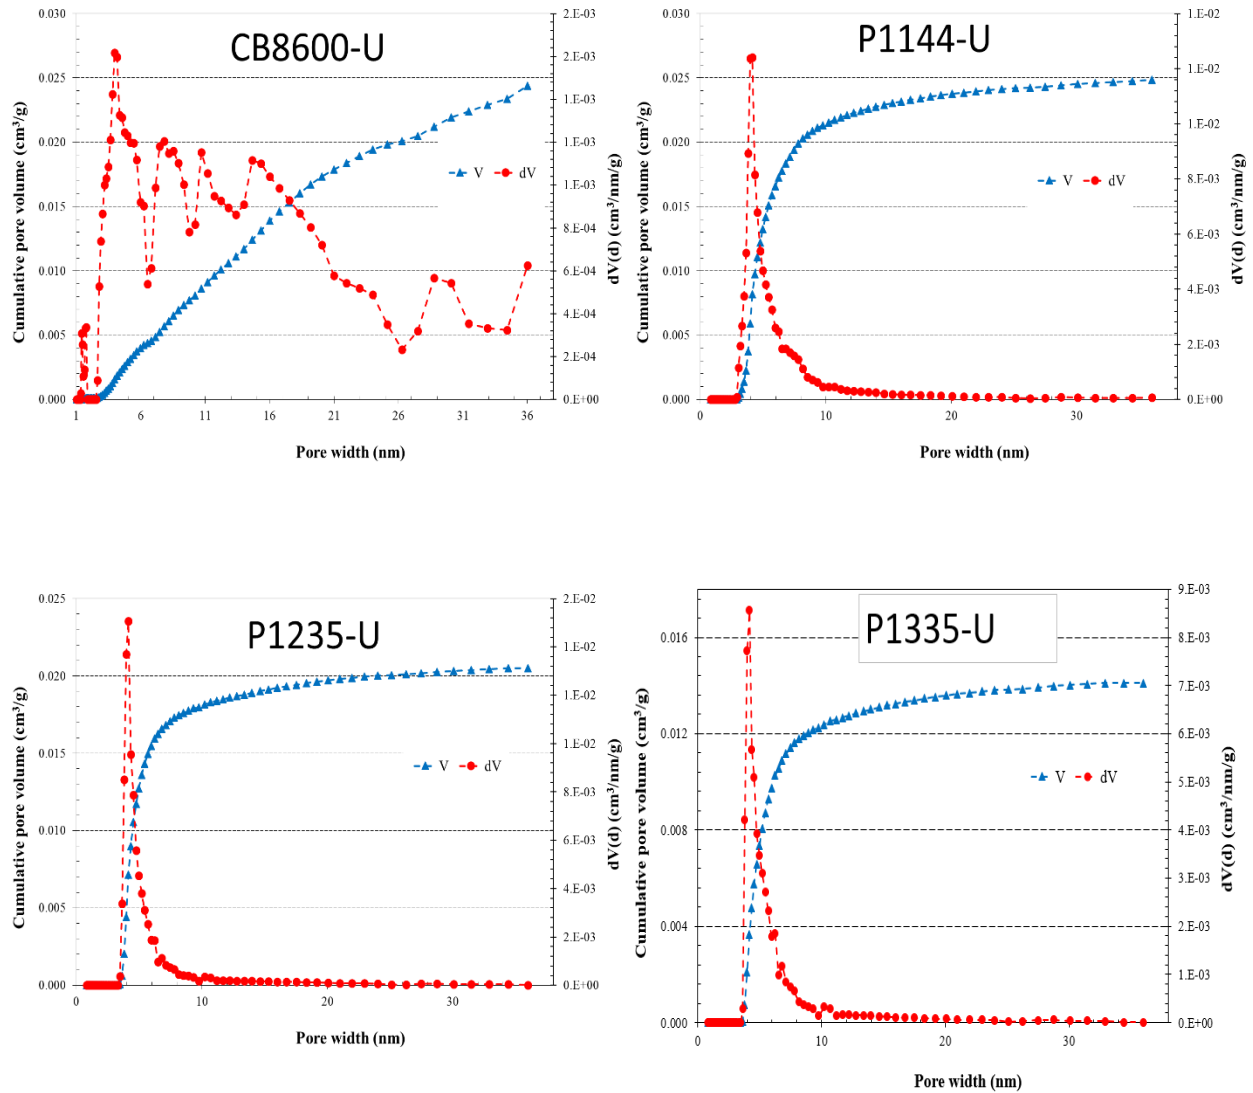 CB8600-U
0.030
0.025
0.020
0.015
0.010
0.005
0.000
Cumulative pore volume (cm³/g)
V
dV
2.E-03
2.E-03
1.E-03
1.E-03
1.E-03
8.E-04
6.E-04
4.E-04
2.E-04
0.E+00
dV(d) (cm³/nm/g)
1
6
11
16
21
26
31
36
Pore width (nm)
P1144-U
0.030
0.025
0.020
0.015
0.010
0.005
0.000
Cumulative pore volume (cm³/g)
V
dV
1.E-02
1.E-02
1.E-02
8.E-03
6.E-03
4.E-03
2.E-03
0.E+00
dV(d) (cm³/nm/g)
0
10
20
30
Pore width (nm)
P1235-U
0.025
0.020
0.015
0.010
0.005
0.000
Cumulative pore volume (cm³/g)
V
dV
2.E-02
1.E-02
1.E-02
1.E-02
8.E-03
6.E-03
4.E-03
2.E-03
0.E+00
dV(d) (cm³/nm/g)
0
10
20
30
Pore width (nm)
P1335-U
0.016
0.012
0.008
0.004
0.000
Cumulative pore volume (cm³/g)
V
dV
9.E-03
8.E-03
7.E-03
6.E-03
5.E-03
4.E-03
3.E-03
2.E-03
1.E-03
0.E+00
dV(d) (cm³/nm/g)
0
10
20
30
Pore width (nm)